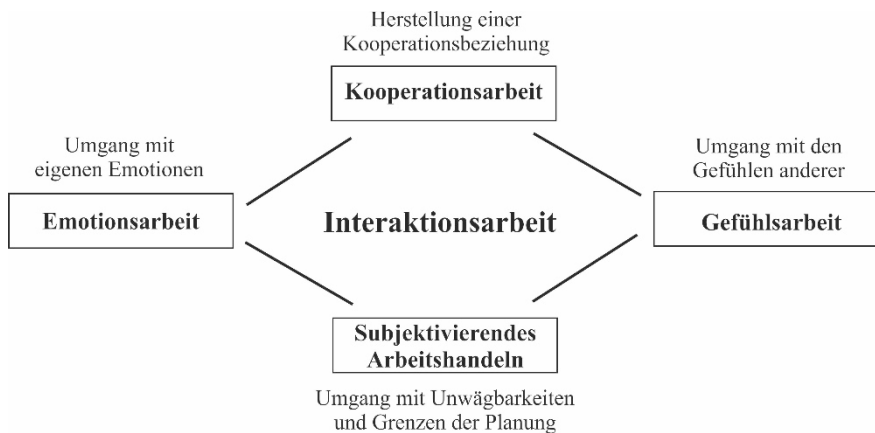 Herstellung einer
Kooperationsbeziehung
Kooperationsarbeit
Umgang mit
eigenen Emotionen
Emotionsarbeit
Interaktionsarbeit
Umgang mit den
Gefühlen anderer
Gefühlsarbeit
Subjektivierendes
Arbeitshandeln
Umgang mit Unwägbarkeiten
und Grenzen der Planung